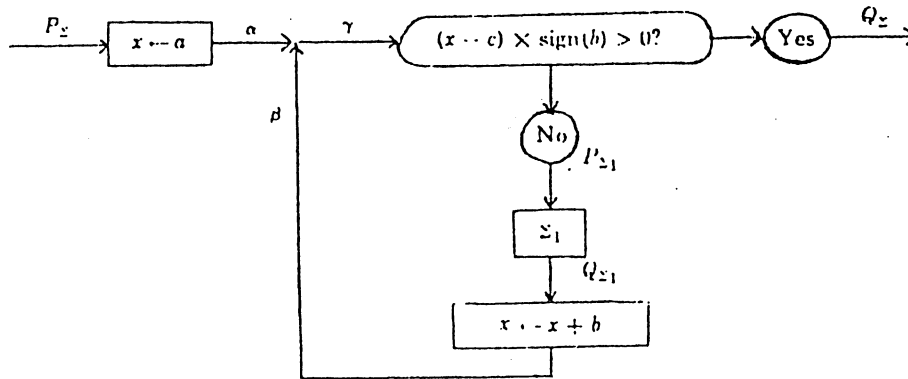 P_Σ
x ← a
α
γ
(x - c) × sign(b) > 0?
Yes
Q_Σ
β
No
P_Σ1
Σ1
Q_Σ1
x ← x + b